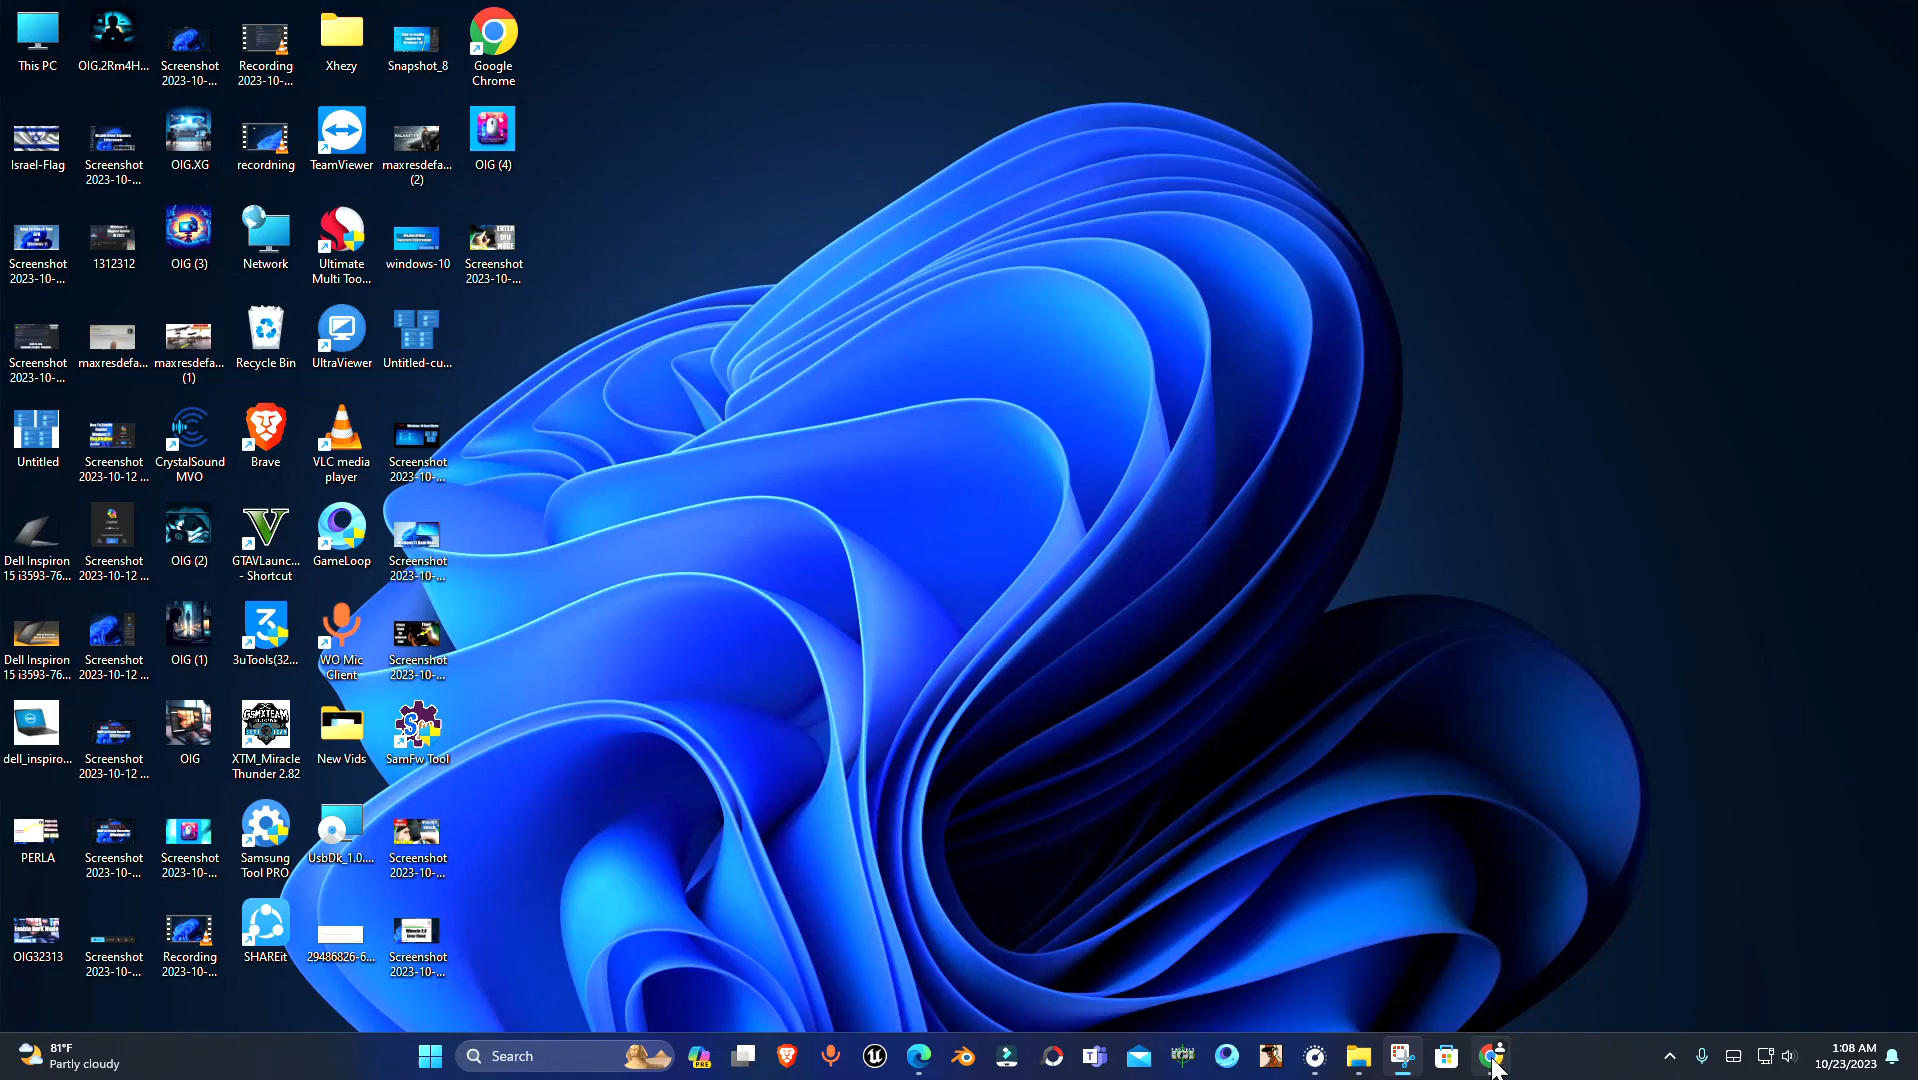 This PC
OIG.2Rm4H...
Screenshot
2023-10-...
Recording
2023-10-...
Xhezy
Snapshot_8
Google
Chrome
Israel-Flag
Screenshot
2023-10-...
OIG.XG
recordning
TeamViewer
maxresdefa...
(2)
OIG (4)
Screenshot
2023-10-...
1312312
OIG (3)
Network
Ultimate
Multi Too...
windows-10
Screenshot
2023-10-...
Screenshot
2023-10-...
maxresdefa...
maxresdefa...
(1)
Recycle Bin
UltraViewer
Untitled-cu...
Untitled
Screenshot
2023-10-12 ...
CrystalSound
MVO
Brave
VLC media
player
Screenshot
2023-10-...
Dell Inspiron
15 i3593-76...
Screenshot
2023-10-12 ...
OIG (2)
GTAVLaunc...
- Shortcut
GameLoop
Screenshot
2023-10-...
Dell Inspiron
15 i3593-76...
Screenshot
2023-10-12 ...
OIG (1)
3uTools(32...
WO Mic
Client
Screenshot
2023-10-...
dell_inspiro...
Screenshot
2023-10-12 ...
OIG
XTM_Miracle
Thunder 2.82
New Vids
SamFw Tool
PERLA
Screenshot
2023-10-...
Screenshot
2023-10-...
Samsung
Tool PRO
UsbDk_1.0....
Screenshot
2023-10-...
OIG32313
Screenshot
2023-10-...
Recording
2023-10-...
SHAREit
29486826-6...
Screenshot
2023-10-...
81°F
Partly cloudy
Search
1:08 AM
10/23/2023